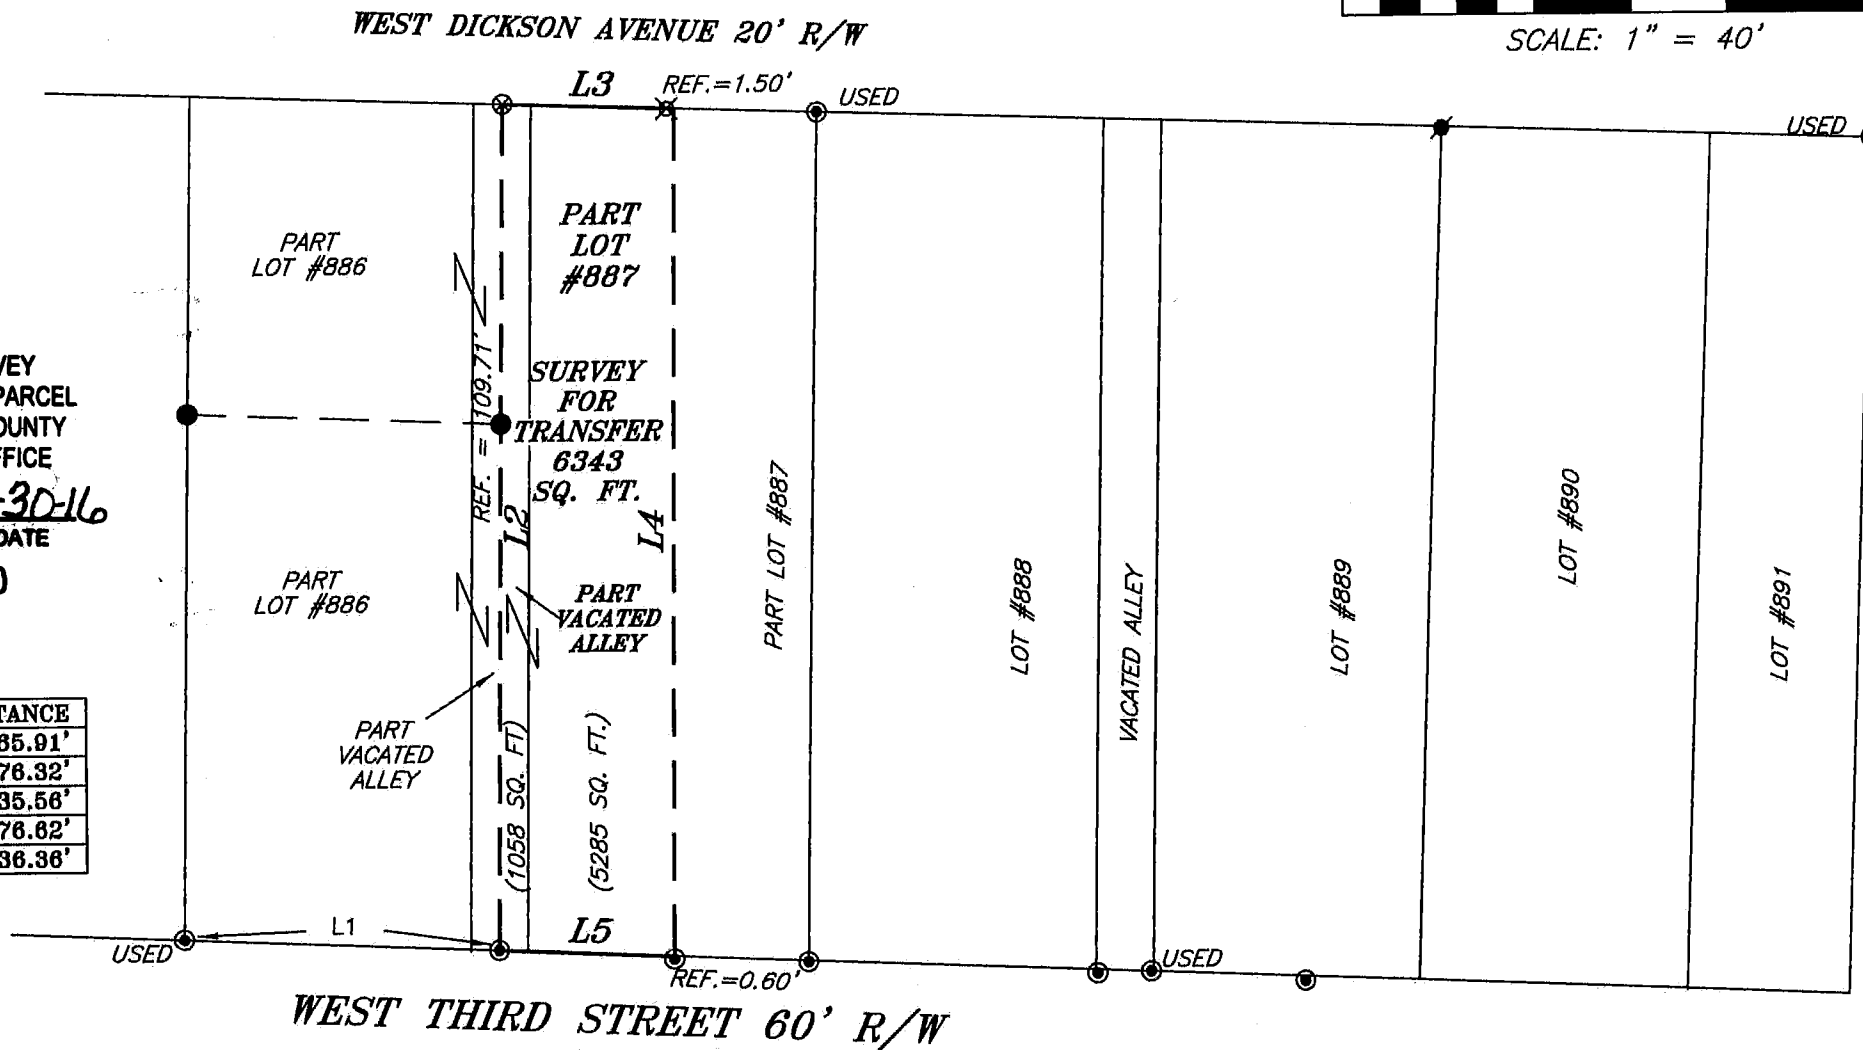 WEST DICKSON AVENUE 20' R/W
SCALE: 1" = 40'
L3
REF.=1.50'
USED
USED
PART
LOT #886
PART
LOT
#887
REF. = 109.71'
SURVEY
FOR
TRANSFER
6343
SQ. FT.
L2
L4
VEY
PARCEL
OUNTY
FFICE
-30-16
DATE
PART
LOT #886
PART
VACATED
ALLEY
PART
VACATED
ALLEY
(1058 SQ. FT)
(5285 SQ. FT.)
PART LOT #887
LOT #888
VACATED ALLEY
LOT #889
LOT #890
LOT #891
TANCE
65.91'
76.32'
35.56'
76.62'
36.36'
L1
L5
USED
USED
REF.=0.60'
WEST THIRD STREET 60' R/W